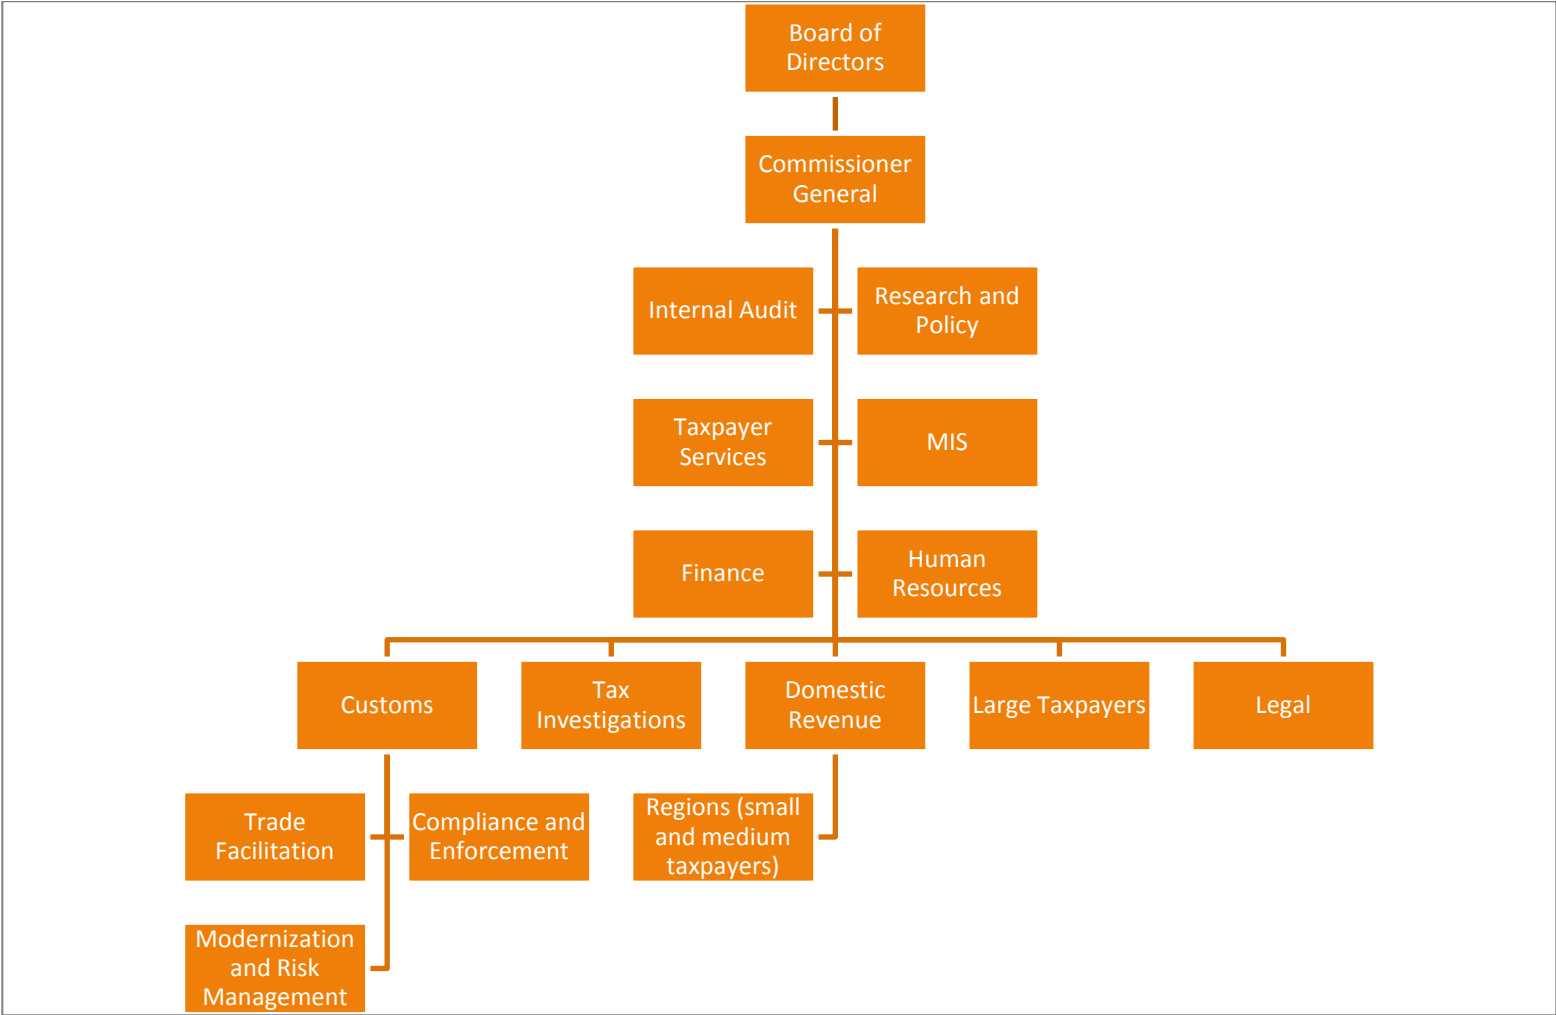 Board of
Directors
Commissioner
General
Internal Audit
Research and
Policy
Taxpayer
Services
MIS
Finance
Human
Resources
Customs
Tax
Investigations
Domestic
Revenue
Large Taxpayers
Legal
Trade
Facilitation
Compliance and
Enforcement
Regions (small
and medium
taxpayers)
Modernization
and Risk
Management